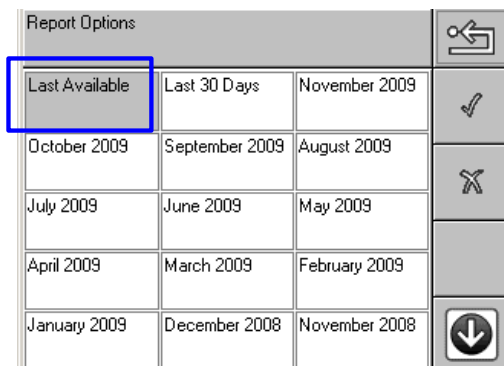 Report Options
Last Available Last 30 Days November 2009
October 2009 September 2009 August 2009
July 2009 June 2009 May 2009
April 2009 March 2009 February 2009
January 2009 December 2008 November 2008